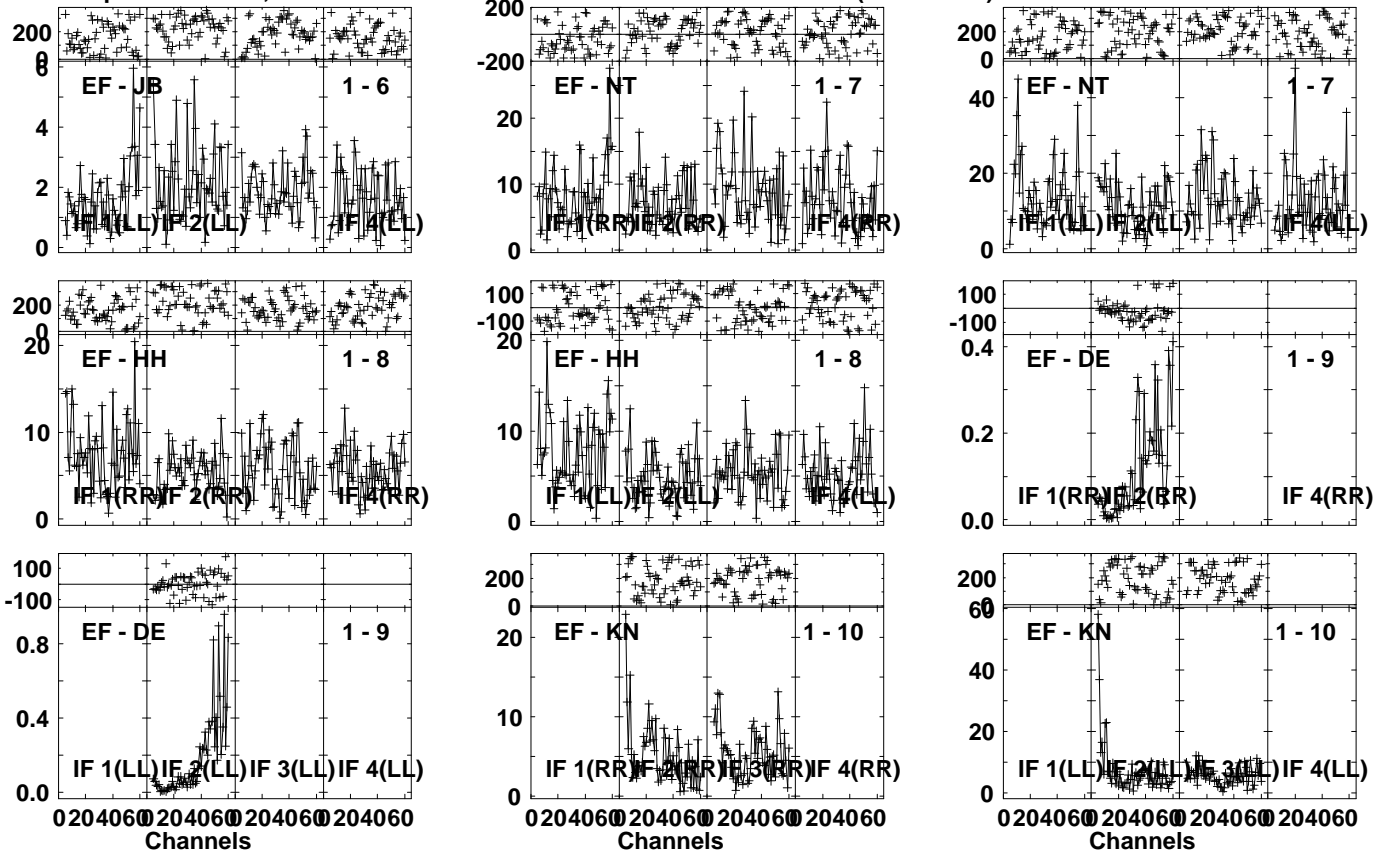 200
0
6
4
2
0
EF - JB
1 - 6
IF 1(LL)
IF 2(LL)
IF 4(LL)
200
-200
20
10
0
EF - NT
1 - 7
IF 1(RR)
IF 2(RR)
IF 4(RR)
200
0
40
20
0
EF - NT
1 - 7
IF 1(LL)
IF 2(LL)
IF 4(LL)
200
0
20
10
0
EF - HH
1 - 8
IF 1(RR)
IF 2(RR)
IF 4(RR)
100
-100
20
10
0
EF - HH
1 - 8
IF 1(LL)
IF 2(LL)
IF 4(LL)
100
-100
0.4
0.2
0.0
EF - DE
1 - 9
IF 1(RR)
IF 2(RR)
IF 4(RR)
100
-100
0.8
0.4
0.0
EF - DE
1 - 9
IF 1(LL)
IF 2(LL)
IF 3(LL)
IF 4(LL)
0 20 40 60 0 20 40 60 0 20 40 60 0 20 40 60
Channels
200
0
20
10
0
EF - KN
1 - 10
IF 1(RR)
IF 2(RR)
IF 3(RR)
IF 4(RR)
0 20 40 60 0 20 40 60 0 20 40 60 0 20 40 60
Channels
200
0
60
40
20
0
EF - KN
1 - 10
IF 1(LL)
IF 2(LL)
IF 3(LL)
IF 4(LL)
0 20 40 60 0 20 40 60 0 20 40 60 0 20 40 60
Channels